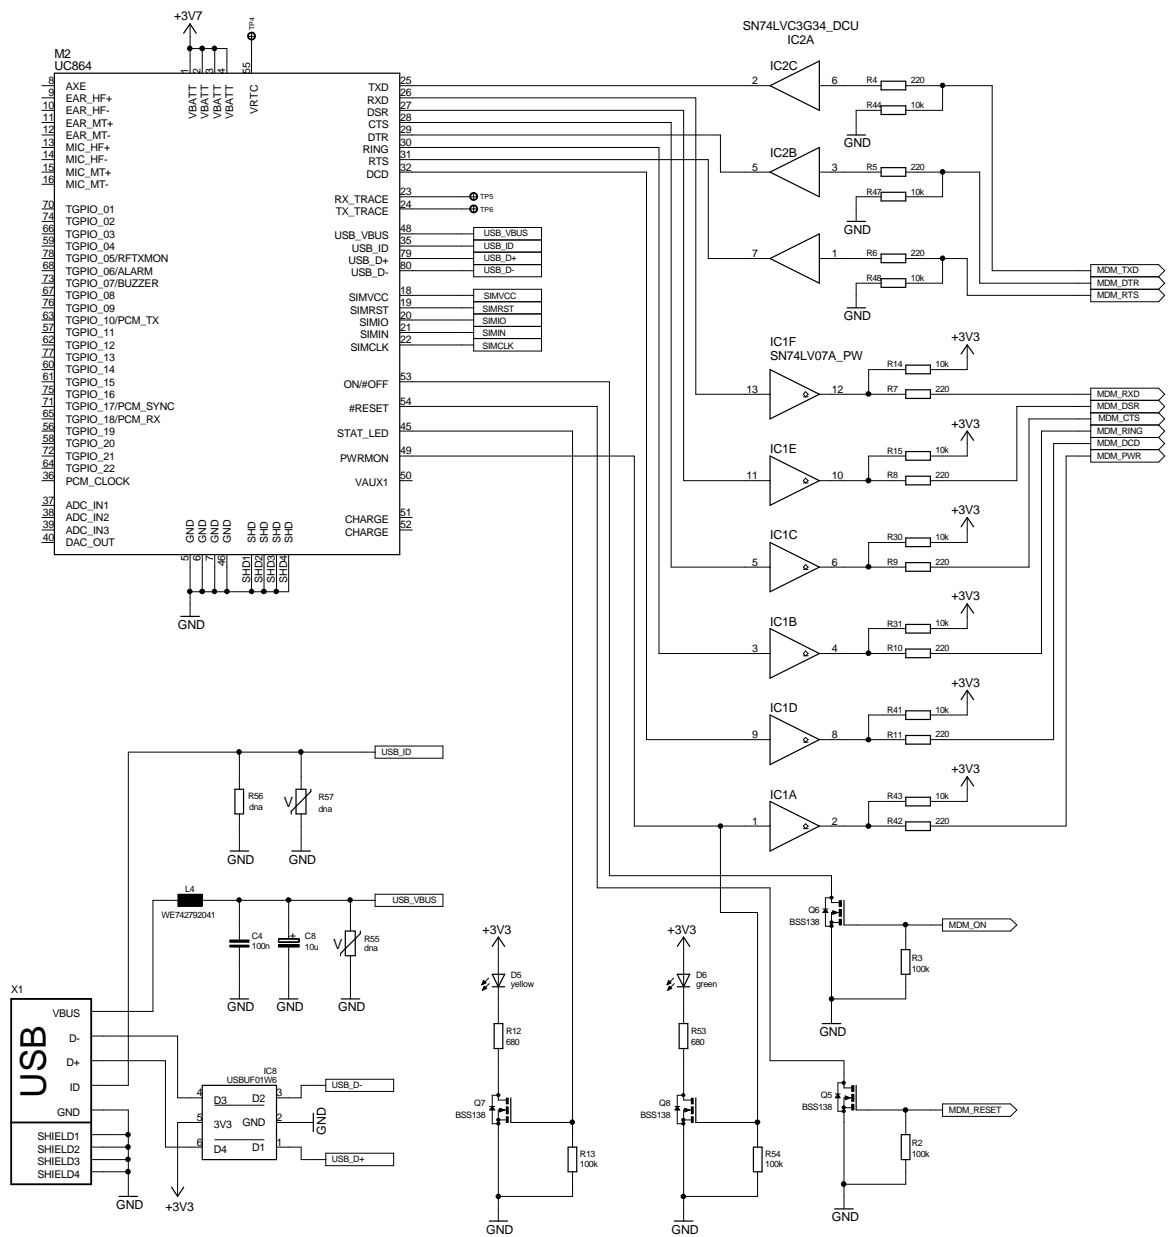 +3V7
TP4
M2
UC864
1
2
3
4
55
VBATT
VBATT
VBATT
VBATT
VRTC
8 AXE
9 EAR_HF+
10 EAR_HF-
11 EAR_MT+
12 EAR_MT-
13 MIC_HF+
14 MIC_HF-
15 MIC_MT+
16 MIC_MT-
70 TGPIO_01
74 TGPIO_02
66 TGPIO_03
59 TGPIO_04
78 TGPIO_05/RFTXMON
68 TGPIO_06/ALARM
73 TGPIO_07/BUZZER
67 TGPIO_08
76 TGPIO_09
63 TGPIO_10/PCM_TX
57 TGPIO_11
62 TGPIO_12
77 TGPIO_13
60 TGPIO_14
61 TGPIO_15
75 TGPIO_16
71 TGPIO_17/PCM_SYNC
65 TGPIO_18/PCM_RX
56 TGPIO_19
58 TGPIO_20
72 TGPIO_21
64 TGPIO_22
36 PCM_CLOCK
37 ADC_IN1
38 ADC_IN2
39 ADC_IN3
40 DAC_OUT
TXD 25
RXD 26
DSR 27
CTS 28
DTR 29
RING 30
RTS 31
DCD 32
RX_TRACE 23 TP5
TX_TRACE 24 TP6
USB_VBUS 48 USB_VBUS
USB_ID 35 USB_ID
USB_D+ 79 USB_D+
USB_D- 80 USB_D-
SIMVCC 18 SIMVCC
SIMRST 19 SIMRST
SIMIO 20 SIMIO
SIMIN 21 SIMIN
SIMCLK 22 SIMCLK
ON/#OFF 53
#RESET 54
STAT_LED 45
PWRMON 49
VAUX1 50
CHARGE 51
CHARGE 52
GND
GND
GND
GND
SHD
SHD
SHD
SHD
5
6
7
46
SHD1
SHD2
SHD3
SHD4
GND
SN74LVC3G34_DCU
IC2A
IC2C
2 6 R4 220
R44 10k
GND
IC2B
5 3 R5 220
R47 10k
GND
7 1 R6 220
R48 10k
GND
MDM_TXD
MDM_DTR
MDM_RTS
IC1F
SN74LV07A_PW
+3V3
R14 10k
13 12 R7 220
MDM_RXD
MDM_DSR
MDM_CTS
MDM_RING
MDM_DCD
MDM_PWR
+3V3
IC1E
R15 10k
11 10 R8 220
+3V3
IC1C
R30 10k
5 6 R9 220
+3V3
IC1B
R31 10k
3 4 R10 220
+3V3
IC1D
R41 10k
9 8 R11 220
+3V3
IC1A
R43 10k
1 2 R42 220
Q6
BSS138
MDM_ON
R3
100k
GND
Q5
BSS138
MDM_RESET
R2
100k
GND
USB_ID
R56
dna
V R57
dna
GND
GND
L4
WE742792041
USB_VBUS
C4
100n
+ C8
10u
V R55
dna
GND
GND
GND
X1
USB
VBUS
D-
D+
ID
GND
SHIELD1
SHIELD2
SHIELD3
SHIELD4
GND
IC8
USBUF01W6
4 D3 D2 3 USB_D-
5 3V3 GND 2 GND
6 D4 D1 1 USB_D+
+3V3
+3V3
D5
yellow
R12
680
Q7
BSS138
R13
100k
GND
+3V3
D6
green
R53
680
Q8
BSS138
R54
100k
GND